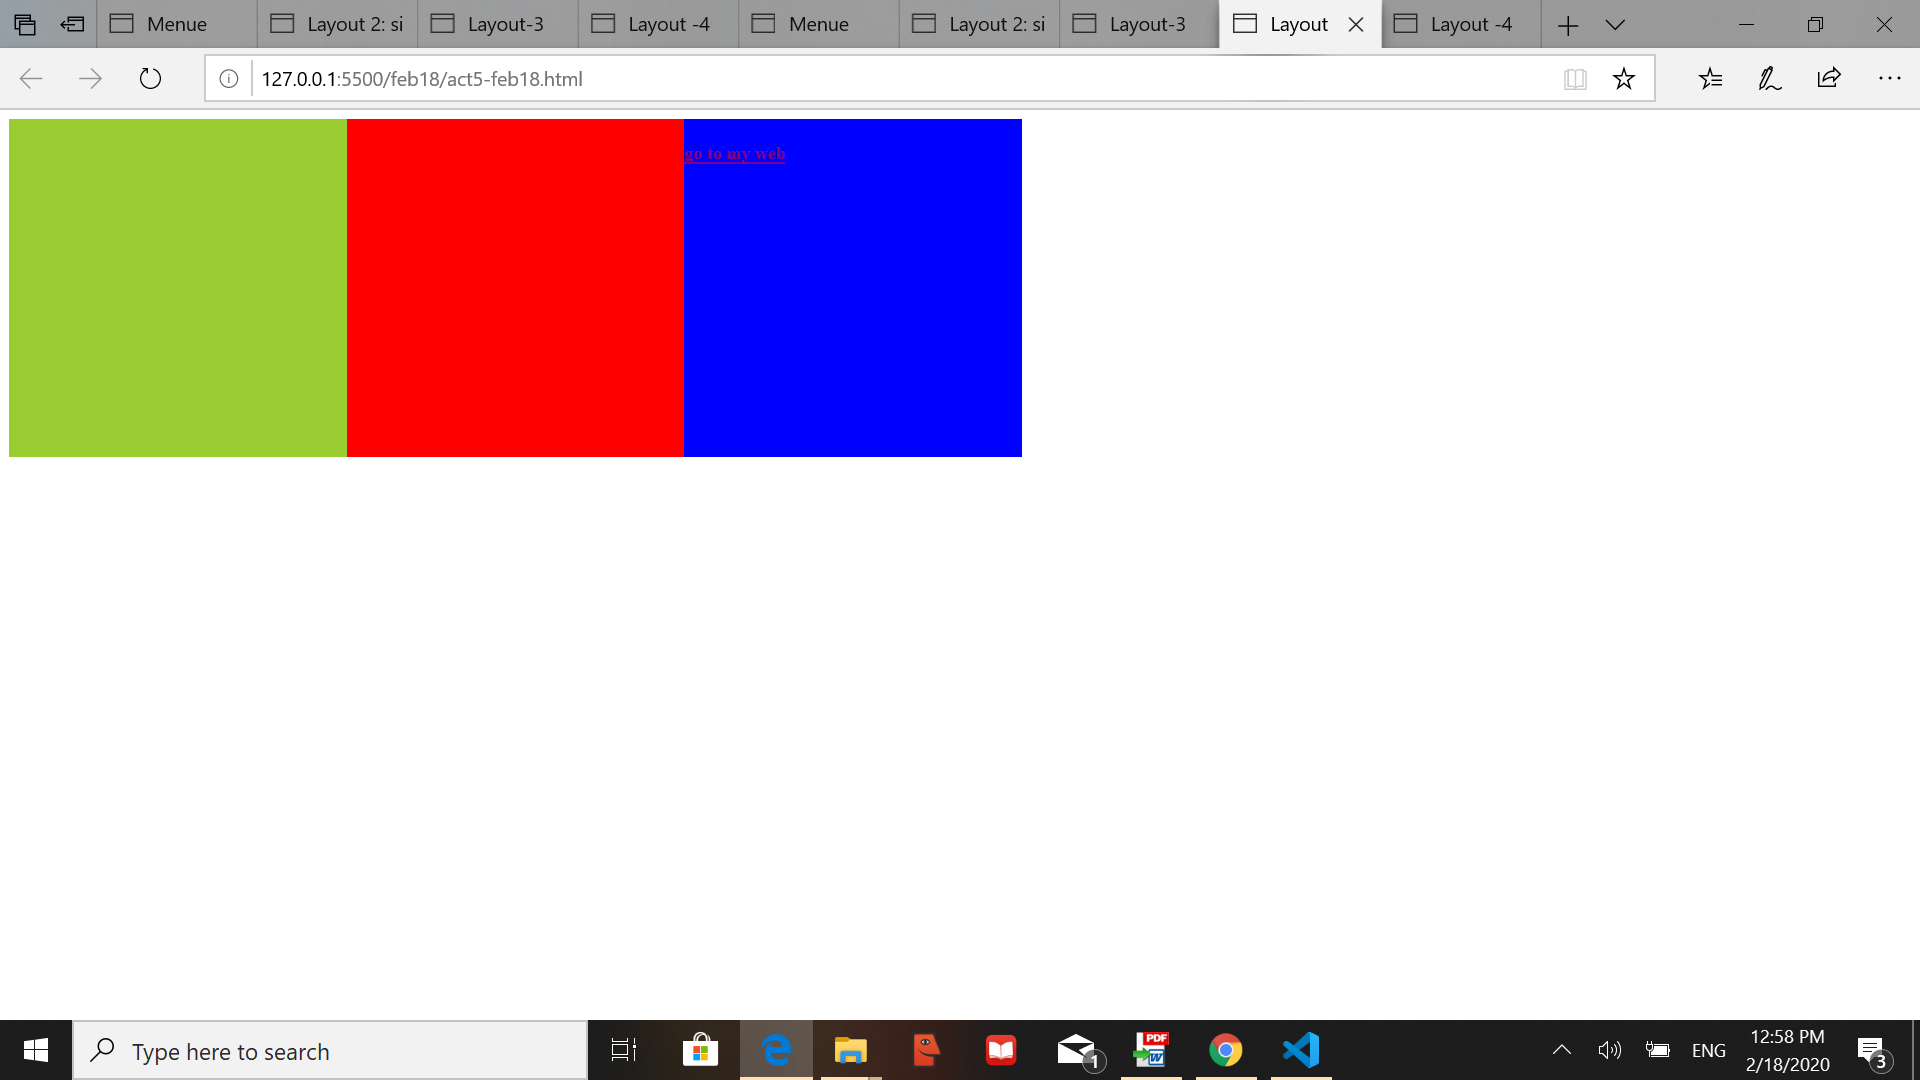 Menue
Layout 2: si
Layout-3
Layout -4
Menue
Layout 2: si
Layout-3
Layout
Layout -4
127.0.0.1:5500/feb18/act5-feb18.html
go to my web
Type here to search
1
PDF
W
ENG
12:58 PM
2/18/2020
3